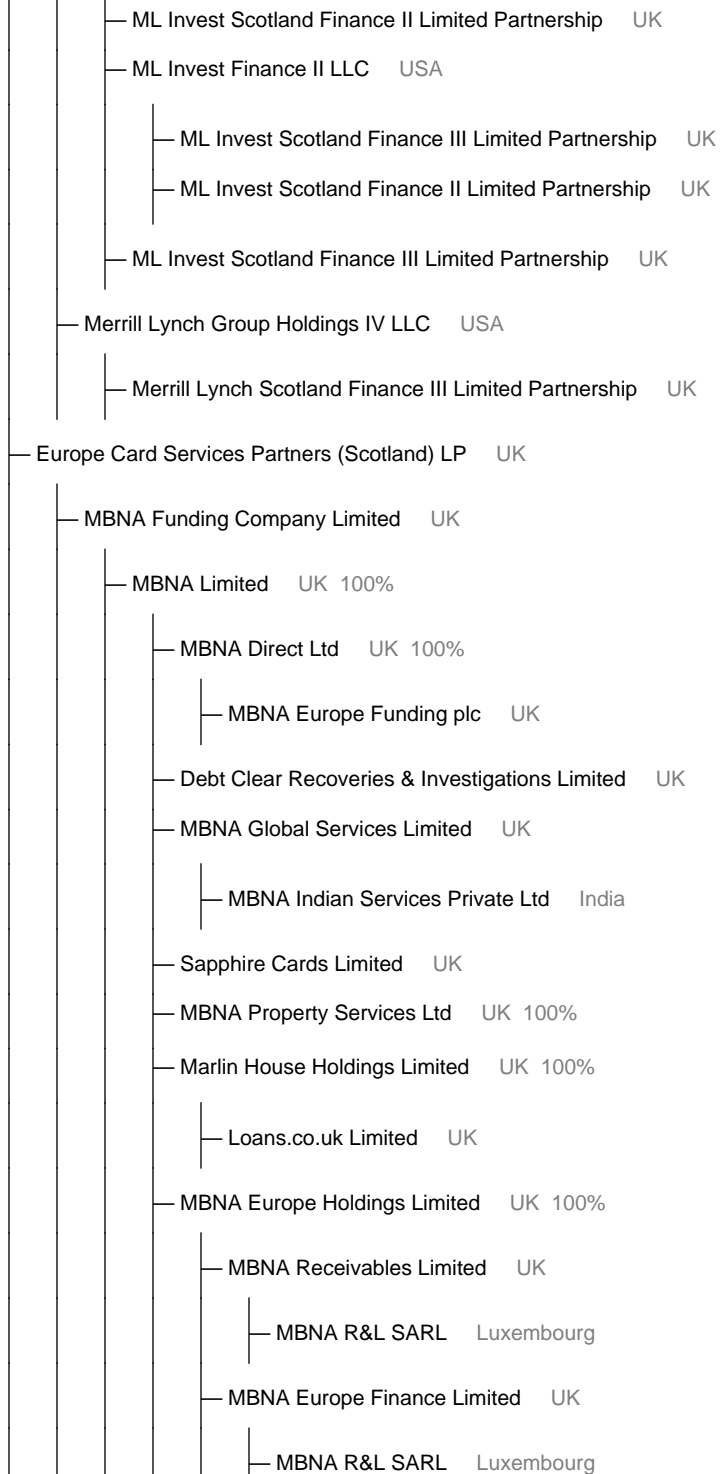 ML Invest Scotland Finance II Limited Partnership UK
ML Invest Finance II LLC USA
ML Invest Scotland Finance III Limited Partnership UK
ML Invest Scotland Finance II Limited Partnership UK
ML Invest Scotland Finance III Limited Partnership UK
Merrill Lynch Group Holdings IV LLC USA
Merrill Lynch Scotland Finance III Limited Partnership UK
Europe Card Services Partners (Scotland) LP UK
MBNA Funding Company Limited UK
MBNA Limited UK 100%
MBNA Direct Ltd UK 100%
MBNA Europe Funding plc UK
Debt Clear Recoveries & Investigations Limited UK
MBNA Global Services Limited UK
MBNA Indian Services Private Ltd India
Sapphire Cards Limited UK
MBNA Property Services Ltd UK 100%
Marlin House Holdings Limited UK 100%
Loans.co.uk Limited UK
MBNA Europe Holdings Limited UK 100%
MBNA Receivables Limited UK
MBNA R&L SARL Luxembourg
MBNA Europe Finance Limited UK
MBNA R&L SARL Luxembourg